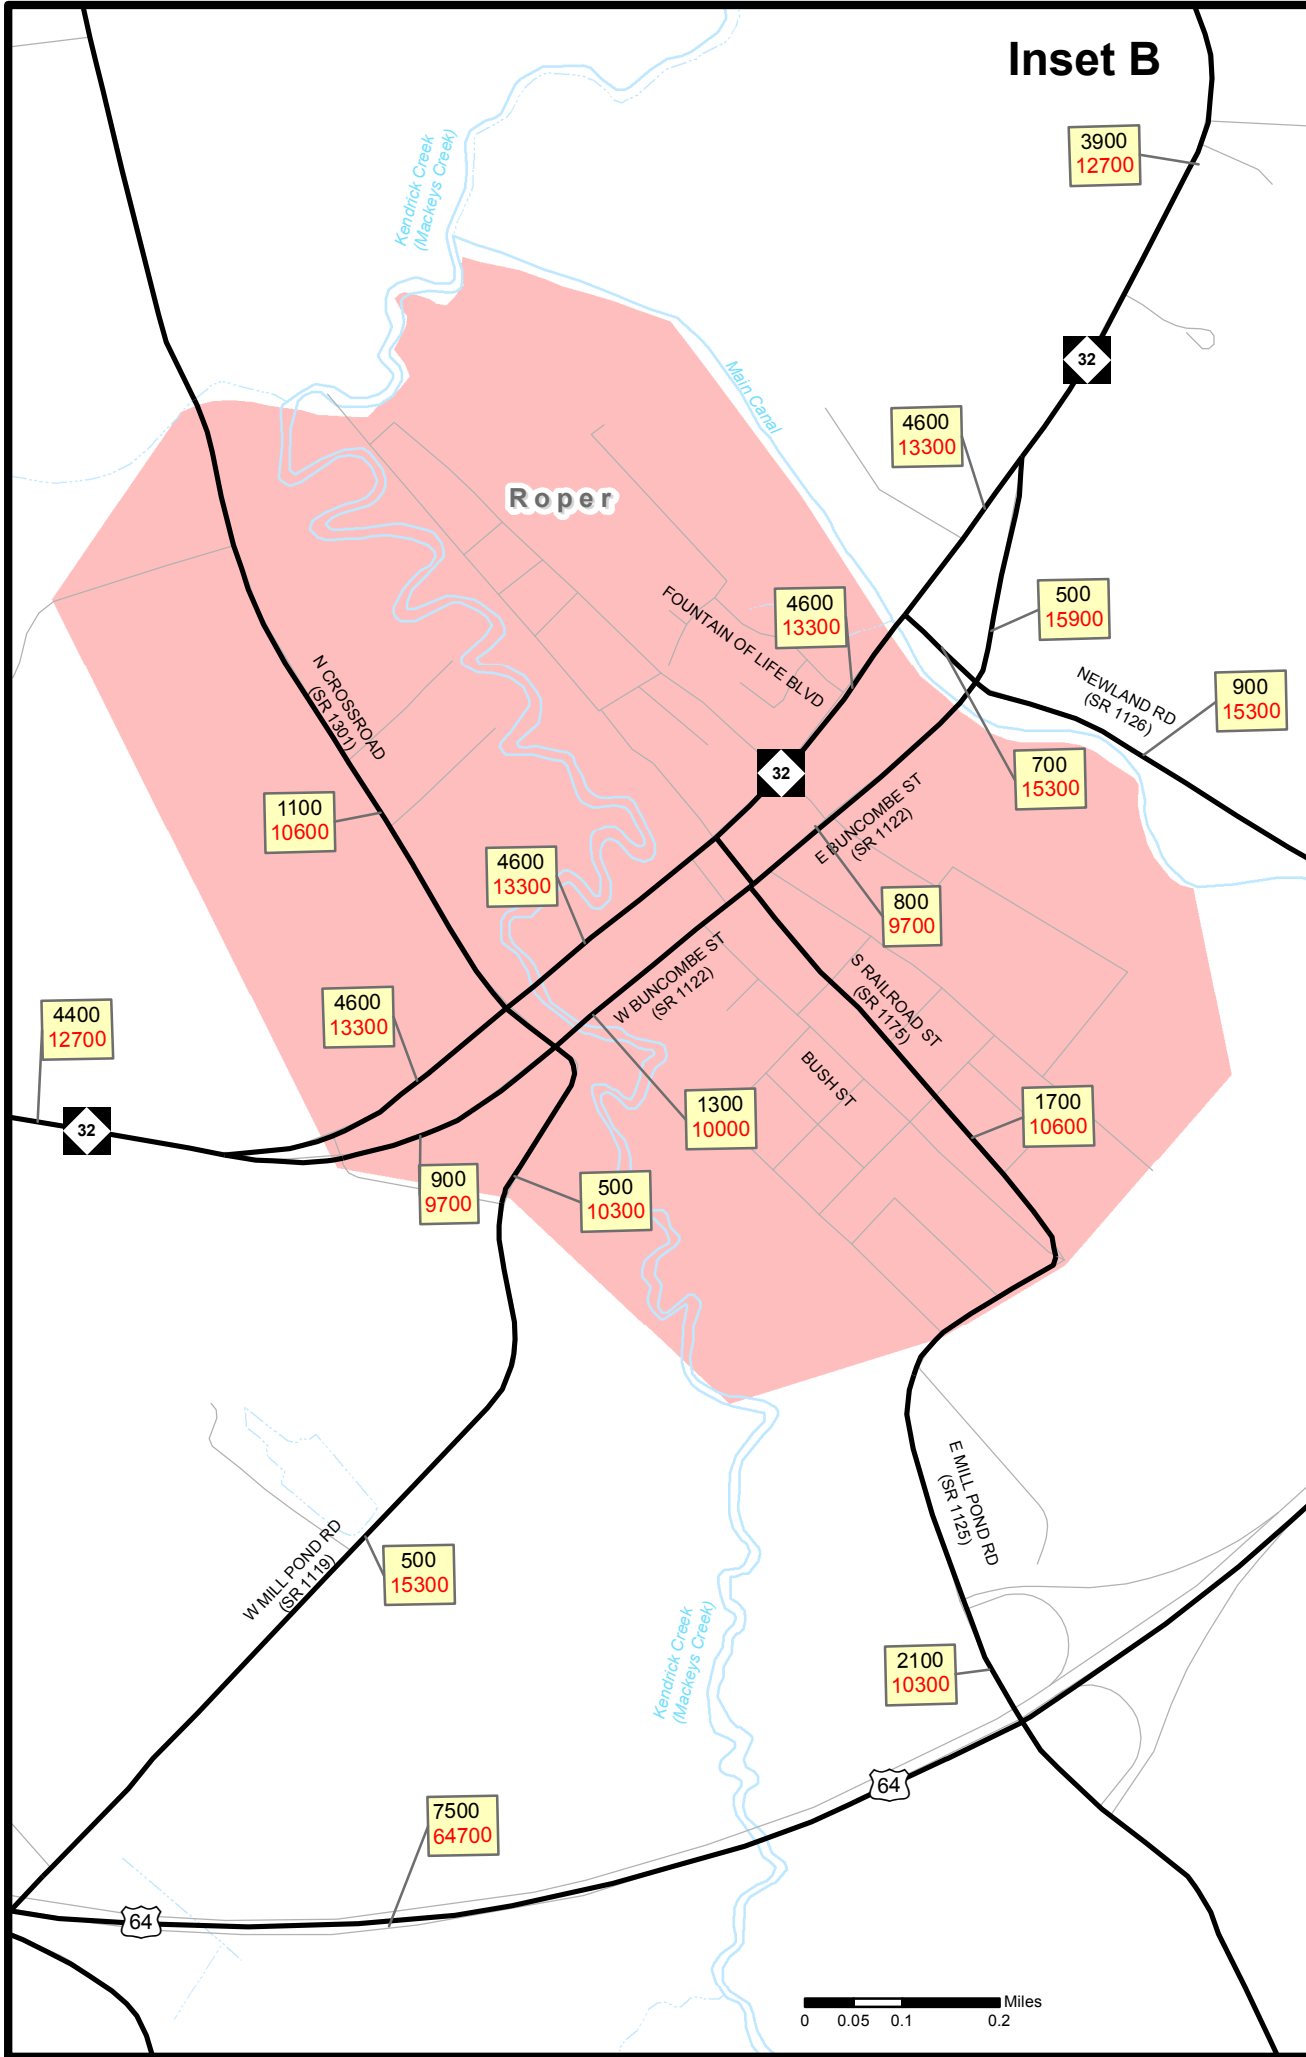 Inset B
3900
12700
Kendrick Creek
(Mackeys Creek)
32
Main Canal
4600
13300
Roper
500
15900
FOUNTAIN OF LIFE BLVD
4600
13300
N CROSSROAD
(SR 1301)
NEWLAND RD
(SR 1126)
900
15300
700
15300
32
1100
10600
E BUNCOMBE ST
(SR 1122)
4600
13300
800
9700
W BUNCOMBE ST
(SR 1122)
S RAILROAD ST
(SR 1175)
4600
13300
4400
12700
32
BUSH ST
1300
10000
1700
10600
900
9700
500
10300
E MILL POND RD
(SR 1125)
W MILL POND RD
(SR 1119)
500
15300
Kendrick Creek
(Mackeys Creek)
2100
10300
64
7500
64700
64
Miles
0 0.05 0.1 0.2